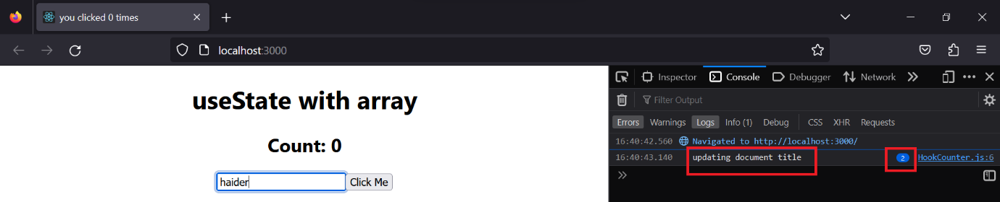 you clicked 0 times
localhost:3000
useState with array
Count: 0
haider Click Me
Inspector Console Debugger Network
Filter Output
Errors Warnings Logs Info (1) Debug CSS XHR Requests
16:40:42.560 Navigated to http://localhost:3000/
16:40:43.140 updating document title 2 HookCounter.js:6